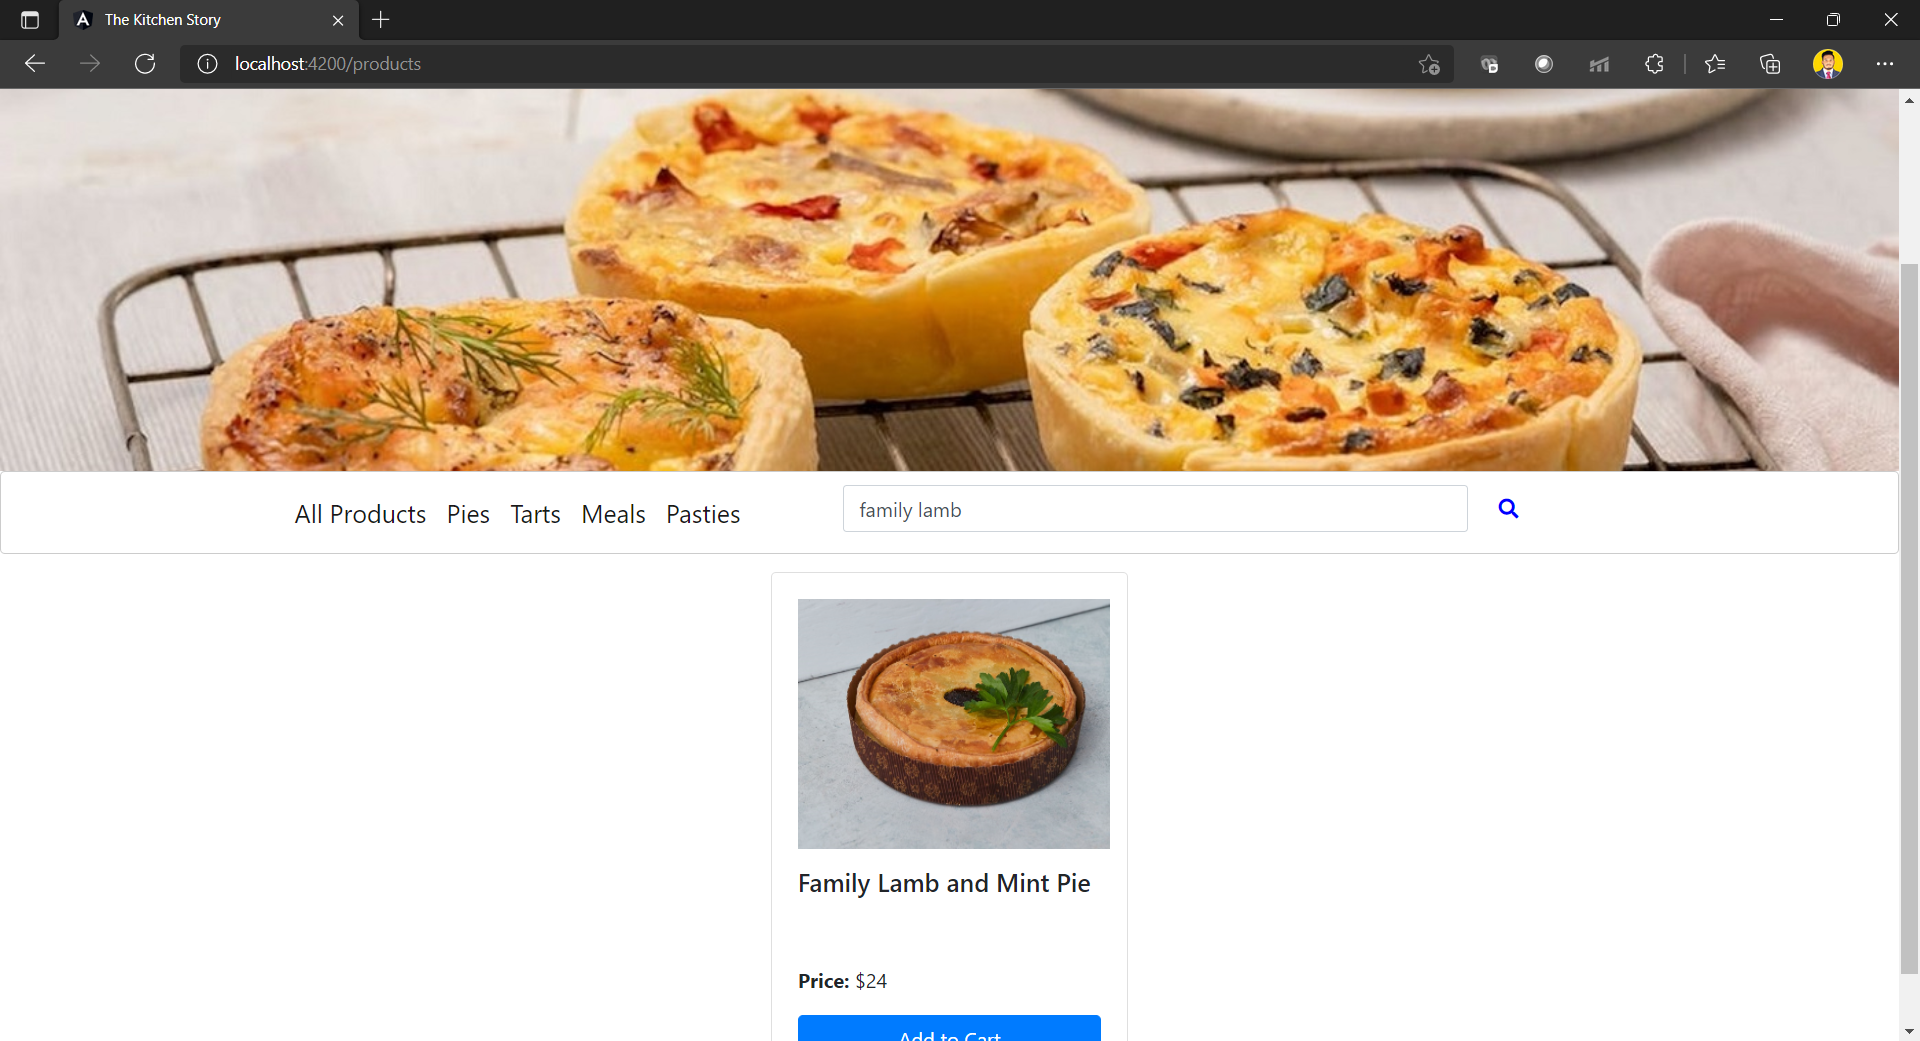 The Kitchen Story
localhost:4200/products
All Products Pies Tarts Meals Pasties
family lamb
Family Lamb and Mint Pie
Price: $24
Add to Cart